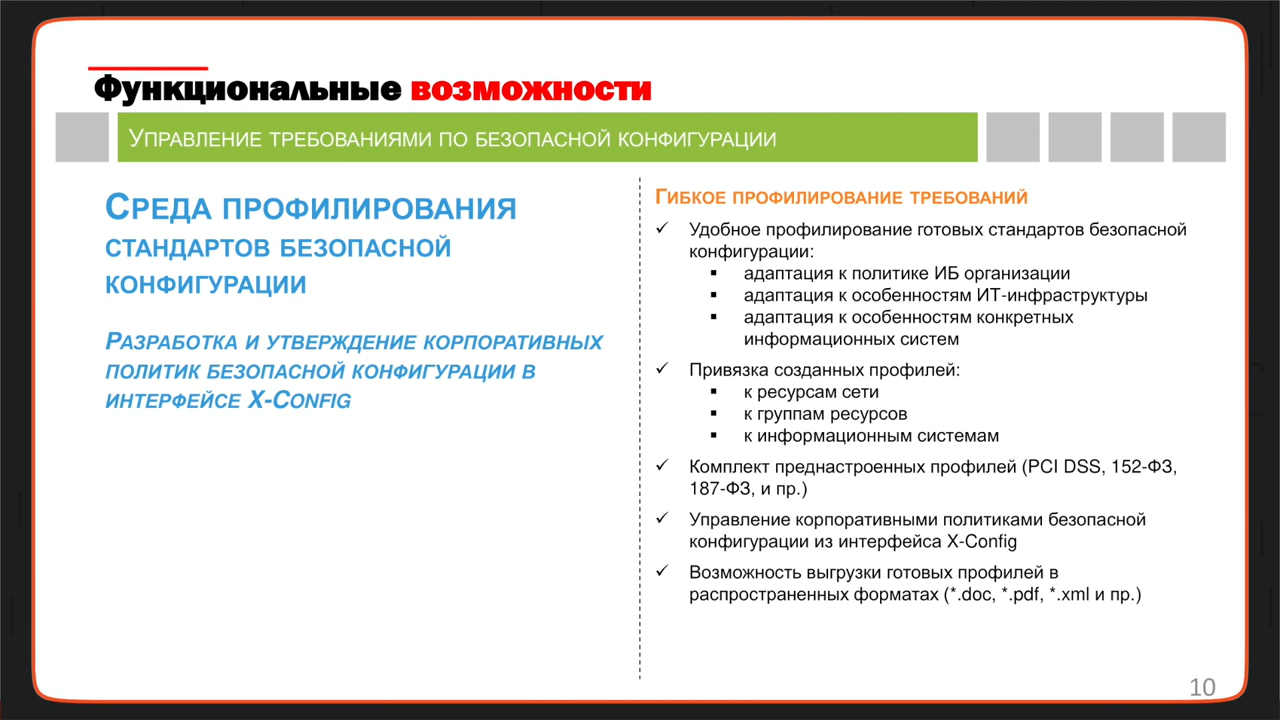 Функциональные возможности
Управление требованиями по безопасной конфигурации
Среда профилирования
стандартов безопасной
конфигурации
Разработка и утверждение корпоративных
политик безопасной конфигурации в
интерфейсе X-Config
Гибкое профилирование требований
✓ Удобное профилирование готовых стандартов безопасной
конфигурации:
▪ адаптация к политике ИБ организации
▪ адаптация к особенностям ИТ-инфраструктуры
▪ адаптация к особенностям конкретных
информационных систем
✓ Привязка созданных профилей:
▪ к ресурсам сети
▪ к группам ресурсов
▪ к информационным системам
✓ Комплект преднастроенных профилей (PCI DSS, 152-ФЗ,
187-ФЗ, и пр.)
✓ Управление корпоративными политиками безопасной
конфигурации из интерфейса X-Config
✓ Возможность выгрузки готовых профилей в
распространенных форматах (*.doc, *.pdf, *.xml и пр.)
10